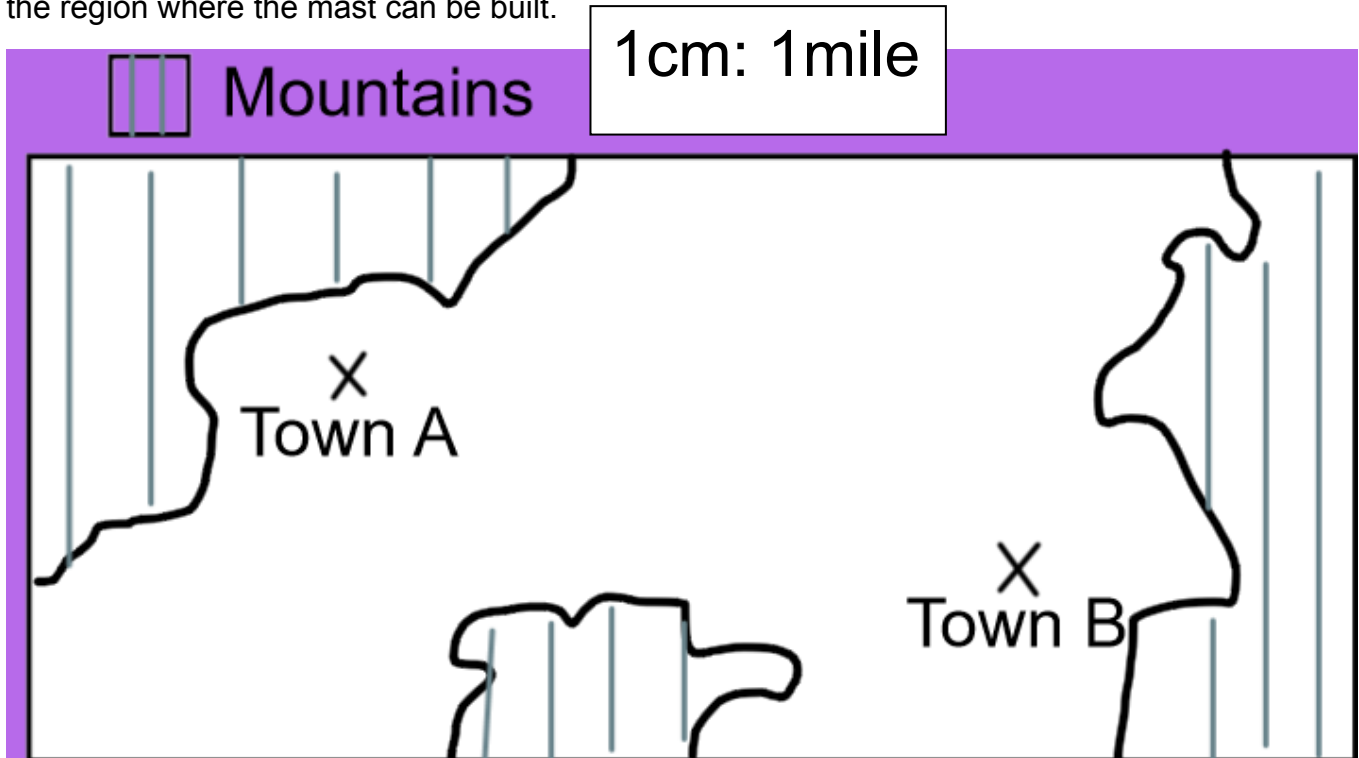 the region where the mast can be built.
1cm: 1mile
Mountains
Town A
Town B